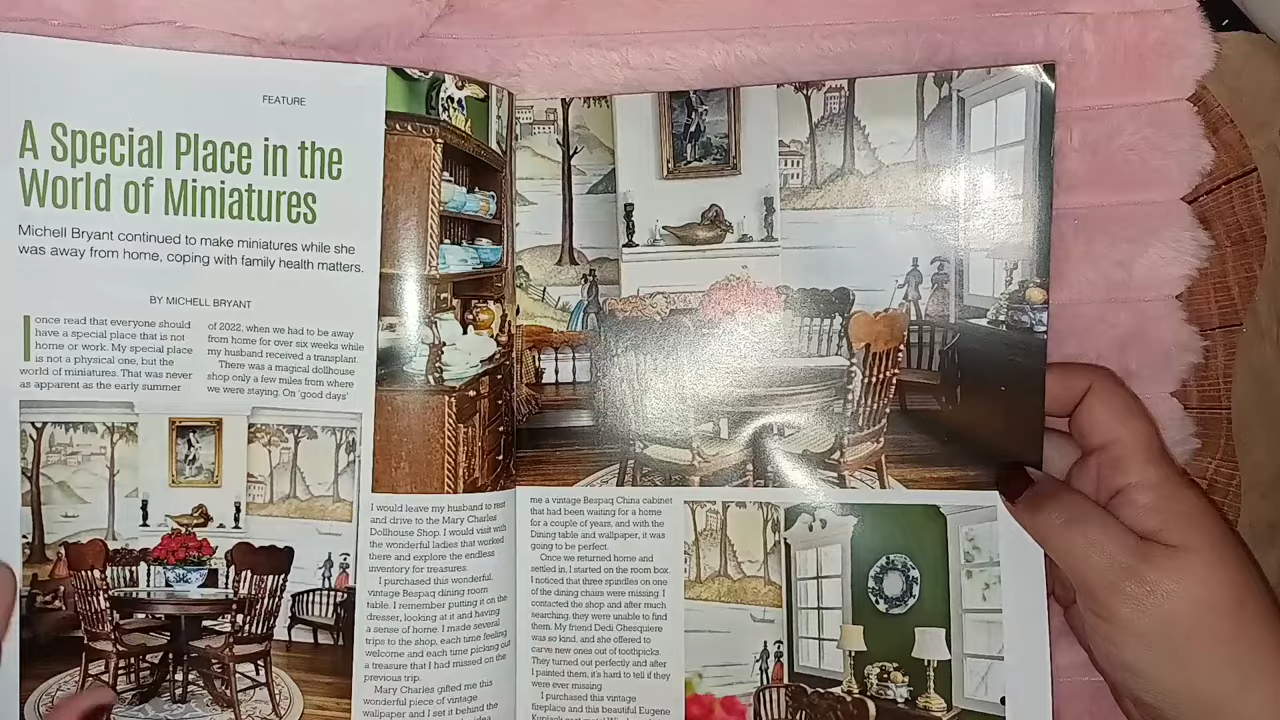 FEATURE
A Special Place in the
World of Miniatures
Michell Bryant continued to make miniatures while she
was away from home, coping with family health matters.
BY MICHELL BRYANT
I once read that everyone should
have a special place that is not
home or work. My special place
is not a physical one, but the
world of miniatures. That was never
as apparent as the early summer
of 2022, when we had to be away
from home for over six weeks while
my husband received a transplant.
There was a magical dollhouse
shop only a few miles from where
we were staying. On 'good days'
I would leave my husband to rest
and drive to the Mary Charles
Dollhouse Shop. I would visit with
the wonderful ladies that worked
there and explore the endless
inventory for treasures.
I purchased this wonderful,
vintage Bespaq dining room
table. I remember putting it on the
dresser, looking at it and having
a sense of home. I made several
trips to the shop, each time feeling
welcome and each time picking out
a treasure that I had missed on the
previous trip.
Mary Charles gifted me this
wonderful piece of vintage
wallpaper and I set it behind the
me a vintage Bespaq China cabinet
that had been waiting for a home
for a couple of years, and with the
Dining table and wallpaper, it was
going to be perfect.
Once we returned home and
settled in, I started on the room box.
I noticed that three spindles on one
of the dining chairs were missing. I
contacted the shop and after much
searching, they were unable to find
them. My friend Dedi Ghesquiere
was so kind, and she offered to
carve new ones out of toothpicks.
They turned out perfectly and after
I painted them, it's hard to tell if they
were ever missing
I purchased this vintage
fireplace and this beautiful Eugene